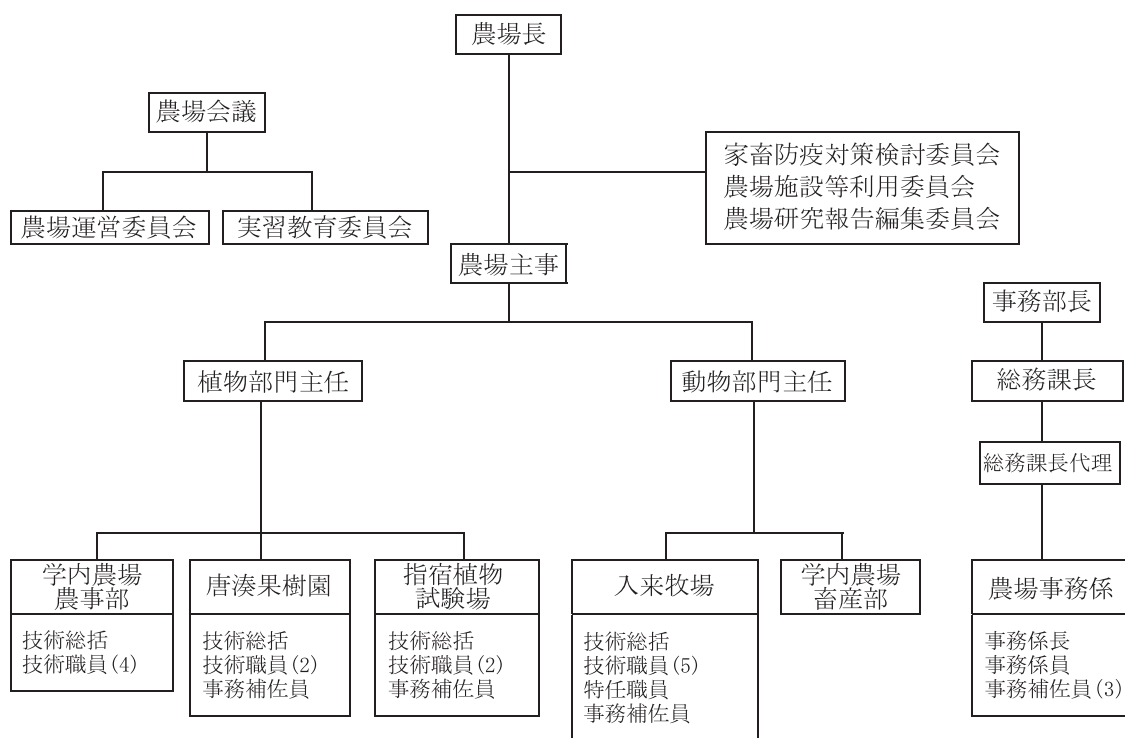 農場長
農場会議
家畜防疫対策検討委員会
農場施設等利用委員会
農場研究報告編集委員会
農場運営委員会
実習教育委員会
農場主事
事務部長
植物部門主任
動物部門主任
総務課長
総務課長代理
学内農場
農事部
技術総括
技術職員(4)
唐湊果樹園
技術総括
技術職員(2)
事務補佐員
指宿植物
試験場
技術総括
技術職員(2)
事務補佐員
入来牧場
技術総括
技術職員(5)
特任職員
事務補佐員
学内農場
畜産部
農場事務係
事務係長
事務係員
事務補佐員(3)